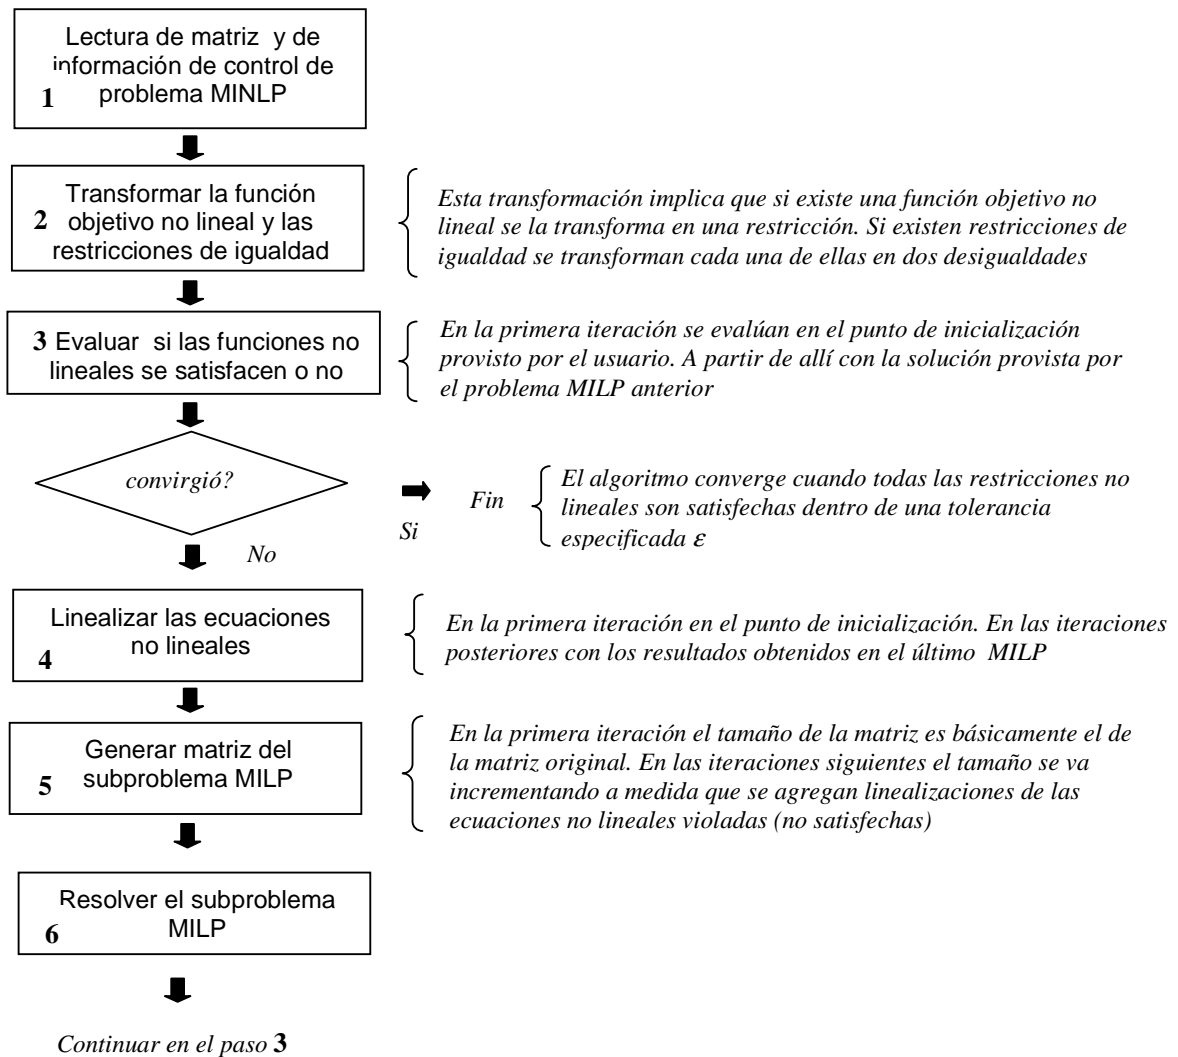 Lectura de matriz y de
información de control de
1 problema MINLP
2 Transformar la función
objetivo no lineal y las
restricciones de igualdad
Esta transformación implica que si existe una función objetivo no
lineal se la transforma en una restricción. Si existen restricciones de
igualdad se transforman cada una de ellas en dos desigualdades
3 Evaluar si las funciones no
lineales se satisfacen o no
En la primera iteración se evalúan en el punto de inicialización
provisto por el usuario. A partir de allí con la solución provista por
el problema MILP anterior
convirgió?
Si
No
Fin
El algoritmo converge cuando todas las restricciones no
lineales son satisfechas dentro de una tolerancia
especificada ε
Linealizar las ecuaciones
no lineales
4
En la primera iteración en el punto de inicialización. En las iteraciones
posteriores con los resultados obtenidos en el último MILP
Generar matriz del
5 subproblema MILP
En la primera iteración el tamaño de la matriz es básicamente el de
la matriz original. En las iteraciones siguientes el tamaño se va
incrementando a medida que se agregan linealizaciones de las
ecuaciones no lineales violadas (no satisfechas)
Resolver el subproblema
6 MILP
Continuar en el paso 3